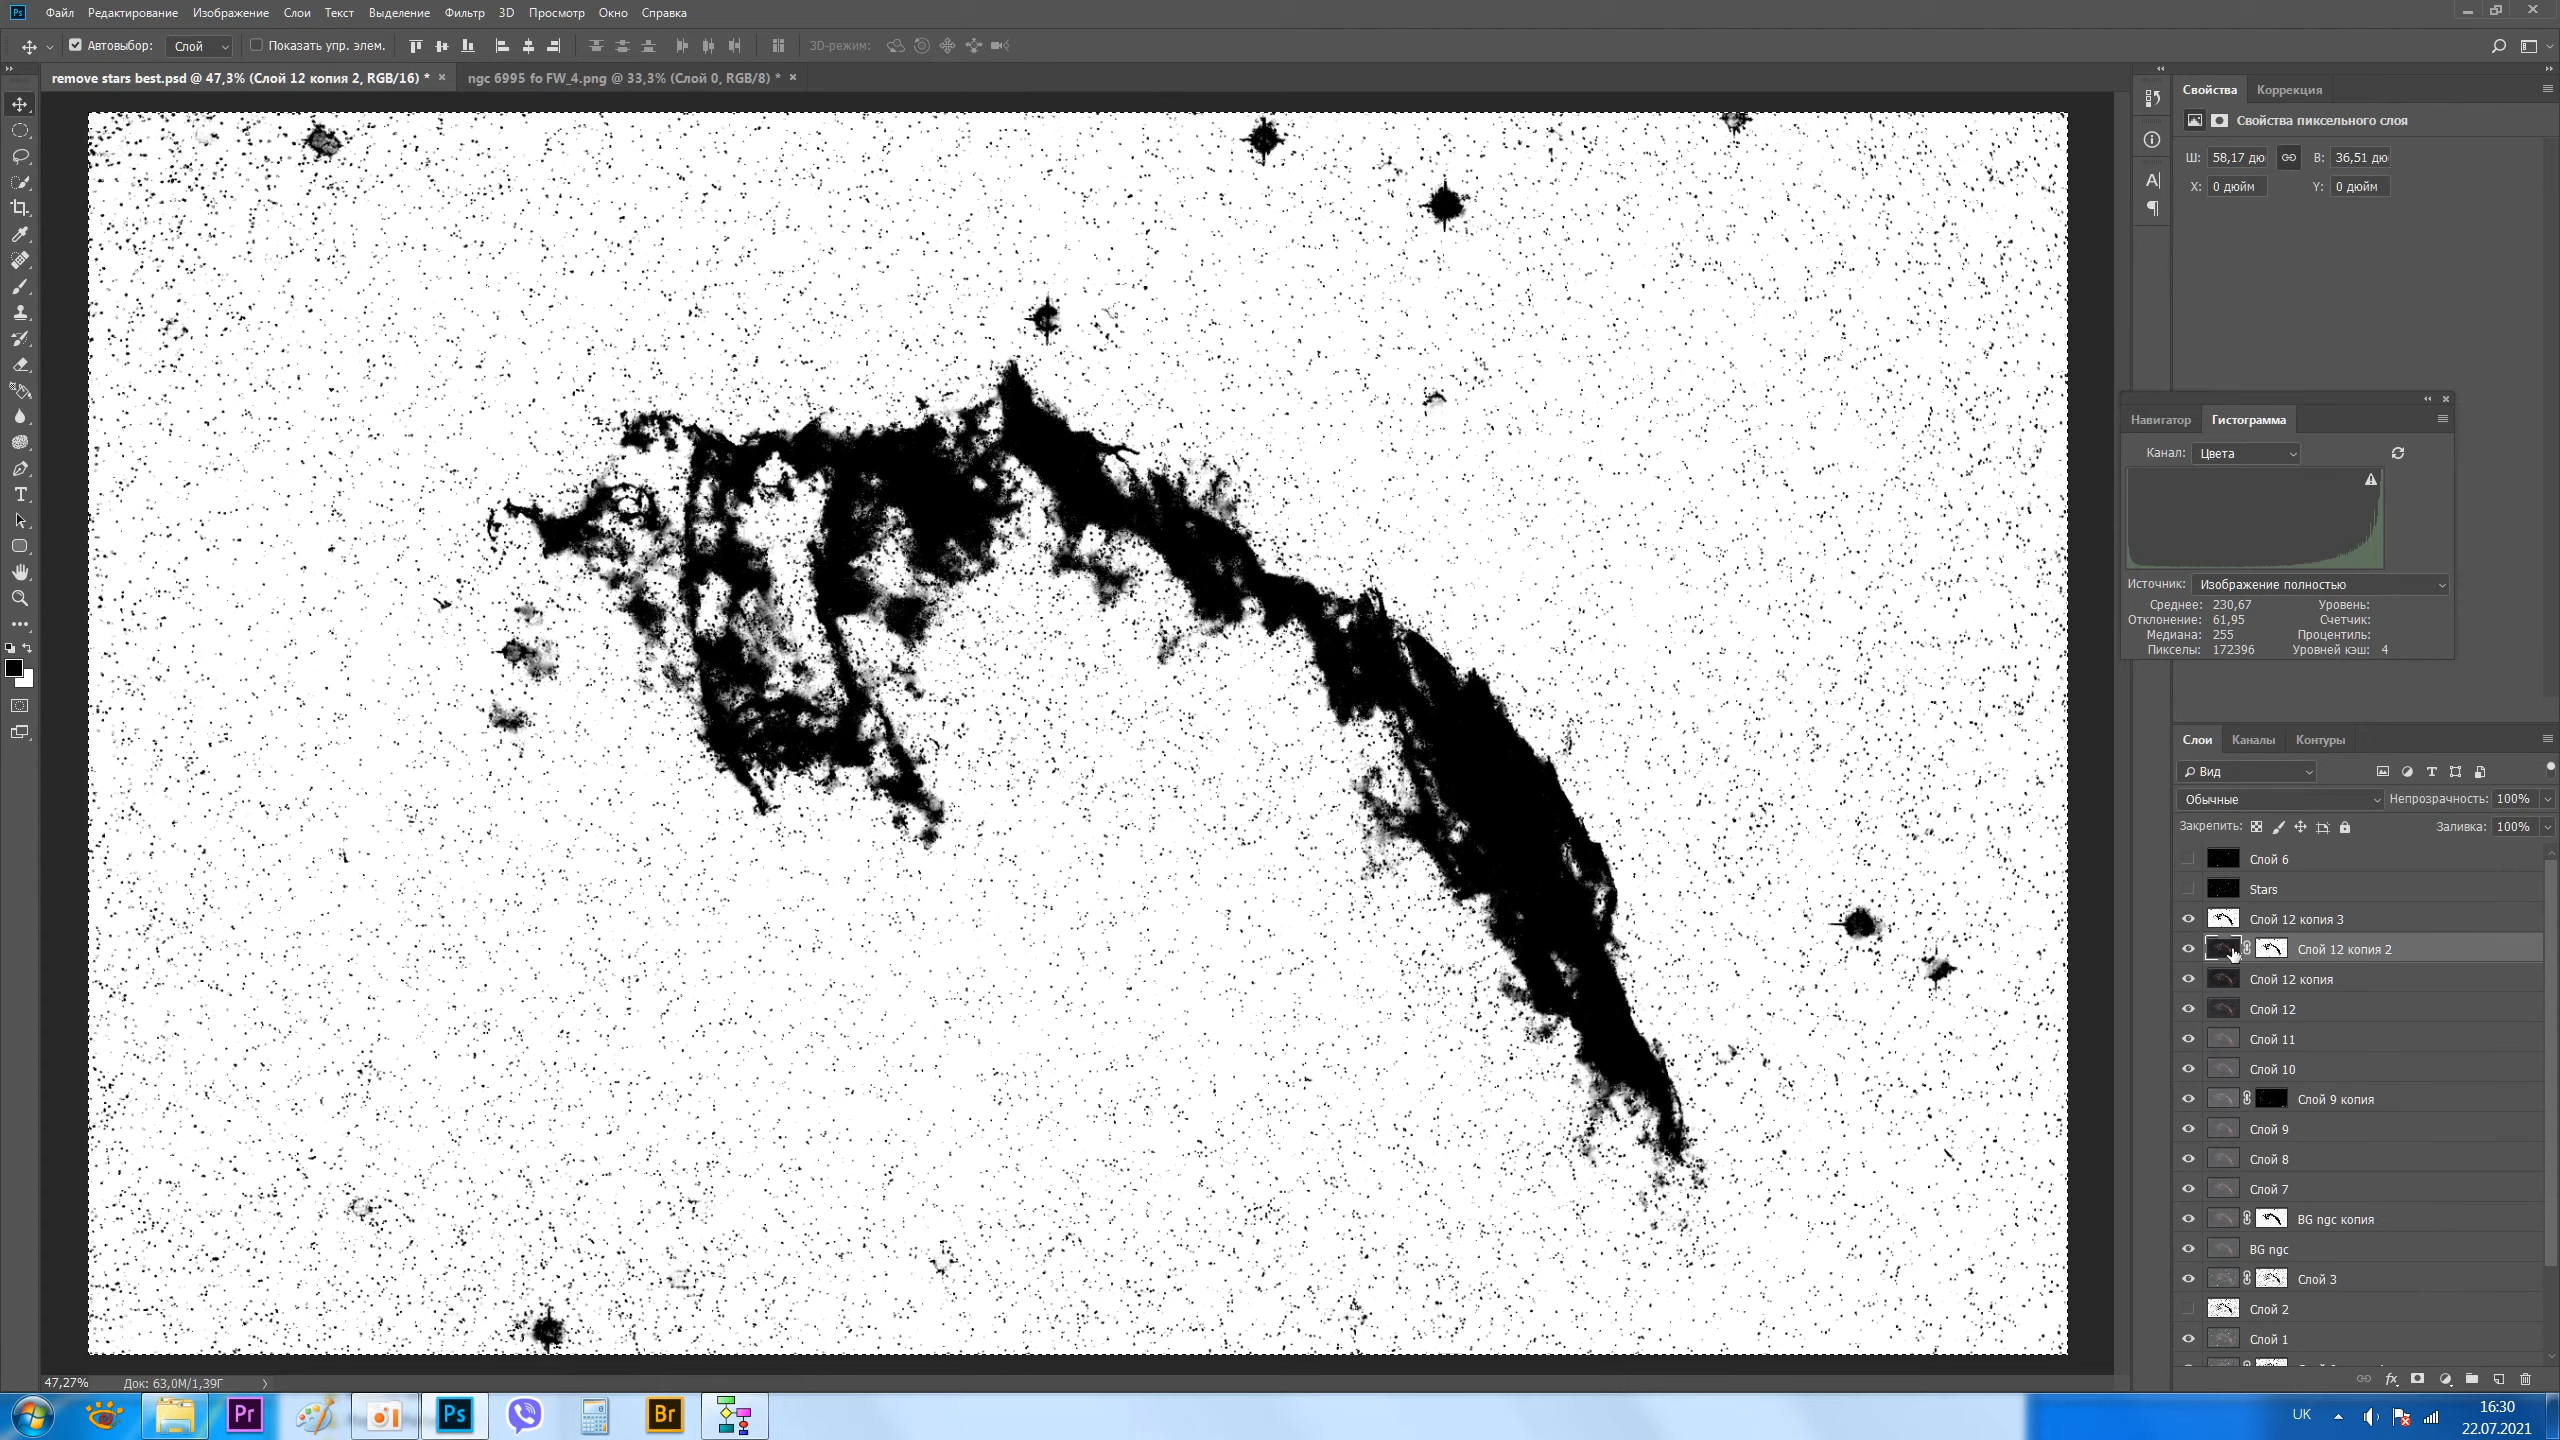 Ps Файл Редактирование Изображение Слои Текст Выделение Фильтр 3D Просмотр Окно Справка
Автовыбор: Слой Показать упр. элем. 3D-режим:
remove stars best.psd @ 47,3% (Слой 12 копия 2, RGB/16) * × ngc 6995 fo FW_4.png @ 33,3% (Слой 0, RGB/8) * ×
Свойства Коррекция
Свойства пиксельного слоя
Ш: 58,17 дю В: 36,51 дю
X: 0 дюйм Y: 0 дюйм
Навигатор Гистограмма
Канал: Цвета
Источник: Изображение полностью
Среднее: 230,67 Уровень:
Отклонение: 61,95 Счетчик:
Медиана: 255 Процентиль:
Пикселы: 172396 Уровней кэш: 4
Слои Каналы Контуры
Вид
Обычные Непрозрачность: 100%
Закрепить: Заливка: 100%
Слой 6
Stars
Слой 12 копия 3
Слой 12 копия 2
Слой 12 копия
Слой 12
Слой 11
Слой 10
Слой 9 копия
Слой 9
Слой 8
Слой 7
BG ngc копия
BG ngc
Слой 3
Слой 2
Слой 1
47,27% Док: 63,0M/1,39Г
Pr Ps Br UK 16:30
22.07.2021